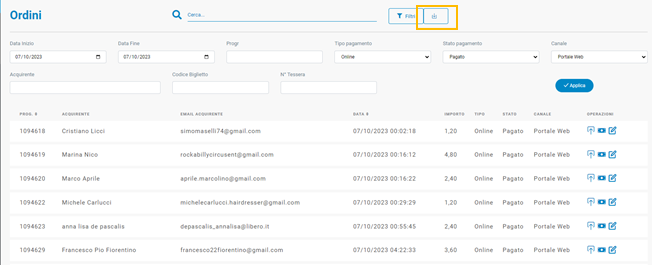 Ordini
Cerca...
Filtri
Data Inizio Data Fine Progr Tipo pagamento Stato pagamento Canale
07/10/2023 07/10/2023 Online Pagato Portale Web
Acquirente Codice Biglietto N° Tessera
Applica
PROG. ACQUIRENTE EMAIL ACQUIRENTE DATA IMPORTO TIPO STATO CANALE OPERAZIONI
1094618 Cristiano Licci simomaselli74@gmail.com 07/10/2023 00:02:18 1,20 Online Pagato Portale Web
1094619 Marina Nico rockabillycircusent@gmail.com 07/10/2023 00:16:12 4,80 Online Pagato Portale Web
1094620 Marco Aprile aprile.marcolino@gmail.com 07/10/2023 00:16:22 2,40 Online Pagato Portale Web
1094622 Michele Carlucci michelecarlucci.hairdresser@gmail.com 07/10/2023 00:29:29 1,20 Online Pagato Portale Web
1094623 anna lisa de pascalis depascalis_annalisa@libero.it 07/10/2023 00:55:45 2,40 Online Pagato Portale Web
1094629 Francesco Pio Fiorentino francesco22fiorentino@gmail.com 07/10/2023 04:22:33 3,60 Online Pagato Portale Web